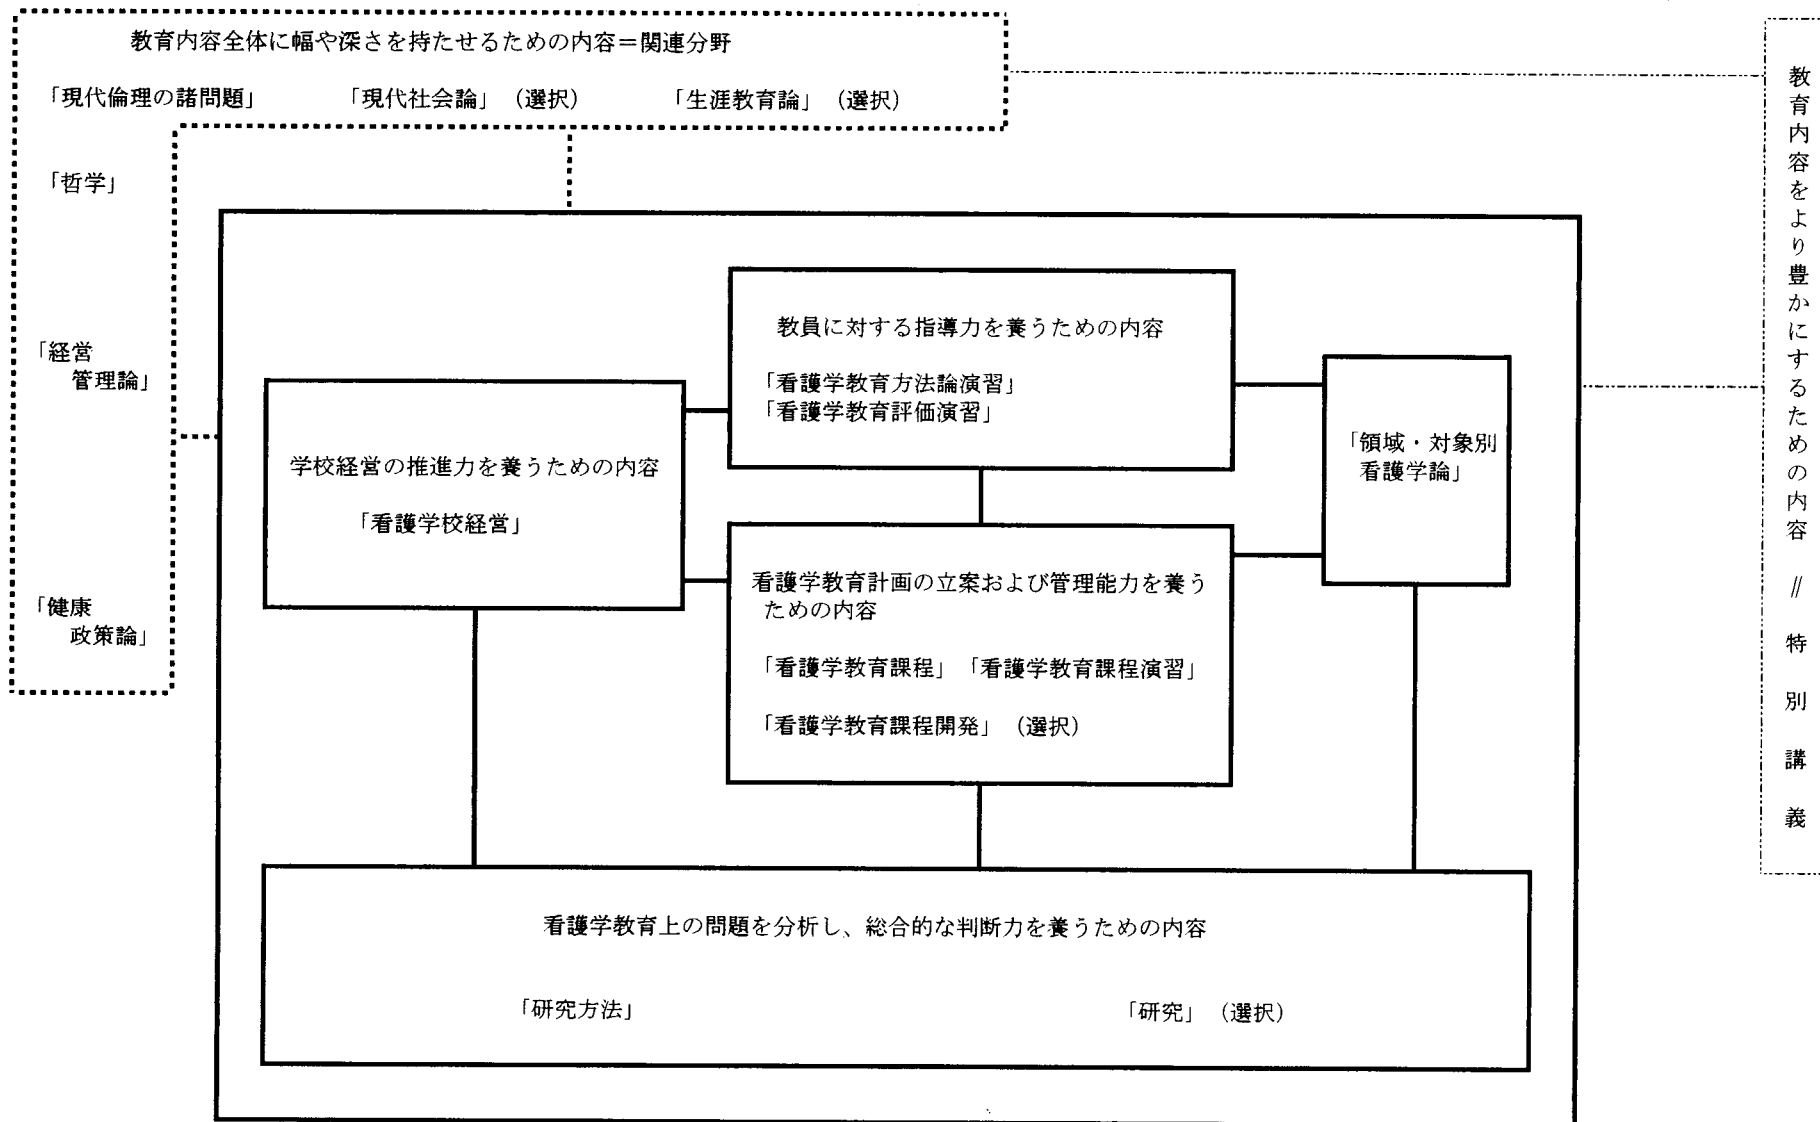 教育内容全体に幅や深さを持たせるための内容＝関連分野
「現代倫理の諸問題」 「現代社会論」（選択） 「生涯教育論」（選択）
「哲学」
「経営
管理論」
「健康
政策論」
教員に対する指導力を養うための内容
「看護学教育方法論演習」
「看護学教育評価演習」
学校経営の推進力を養うための内容
「看護学校経営」
「領域・対象別
看護学論」
看護学教育計画の立案および管理能力を養う
ための内容
「看護学教育課程」「看護学教育課程演習」
「看護学教育課程開発」（選択）
看護学教育上の問題を分析し、総合的な判断力を養うための内容
「研究方法」 「研究」（選択）
教育内容をより豊かにするための内容＝特別講義